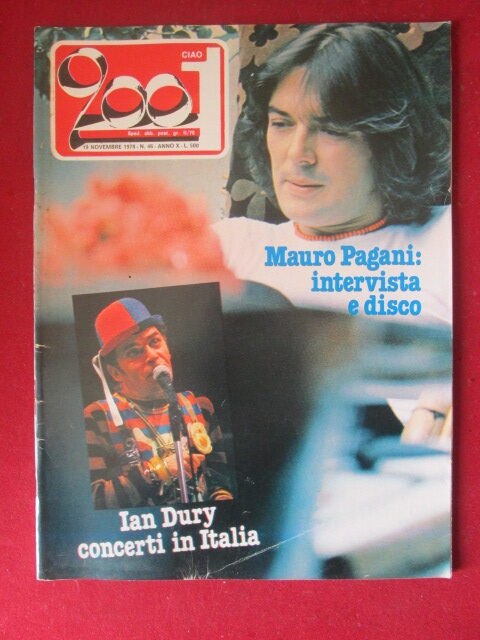 CIAO
2001
Sped. abb. post. gr. II/70
19 NOVEMBRE 1978 - N. 46 - ANNO X - L. 500
Mauro Pagani:
intervista
e disco
Ian Dury
concerti in Italia